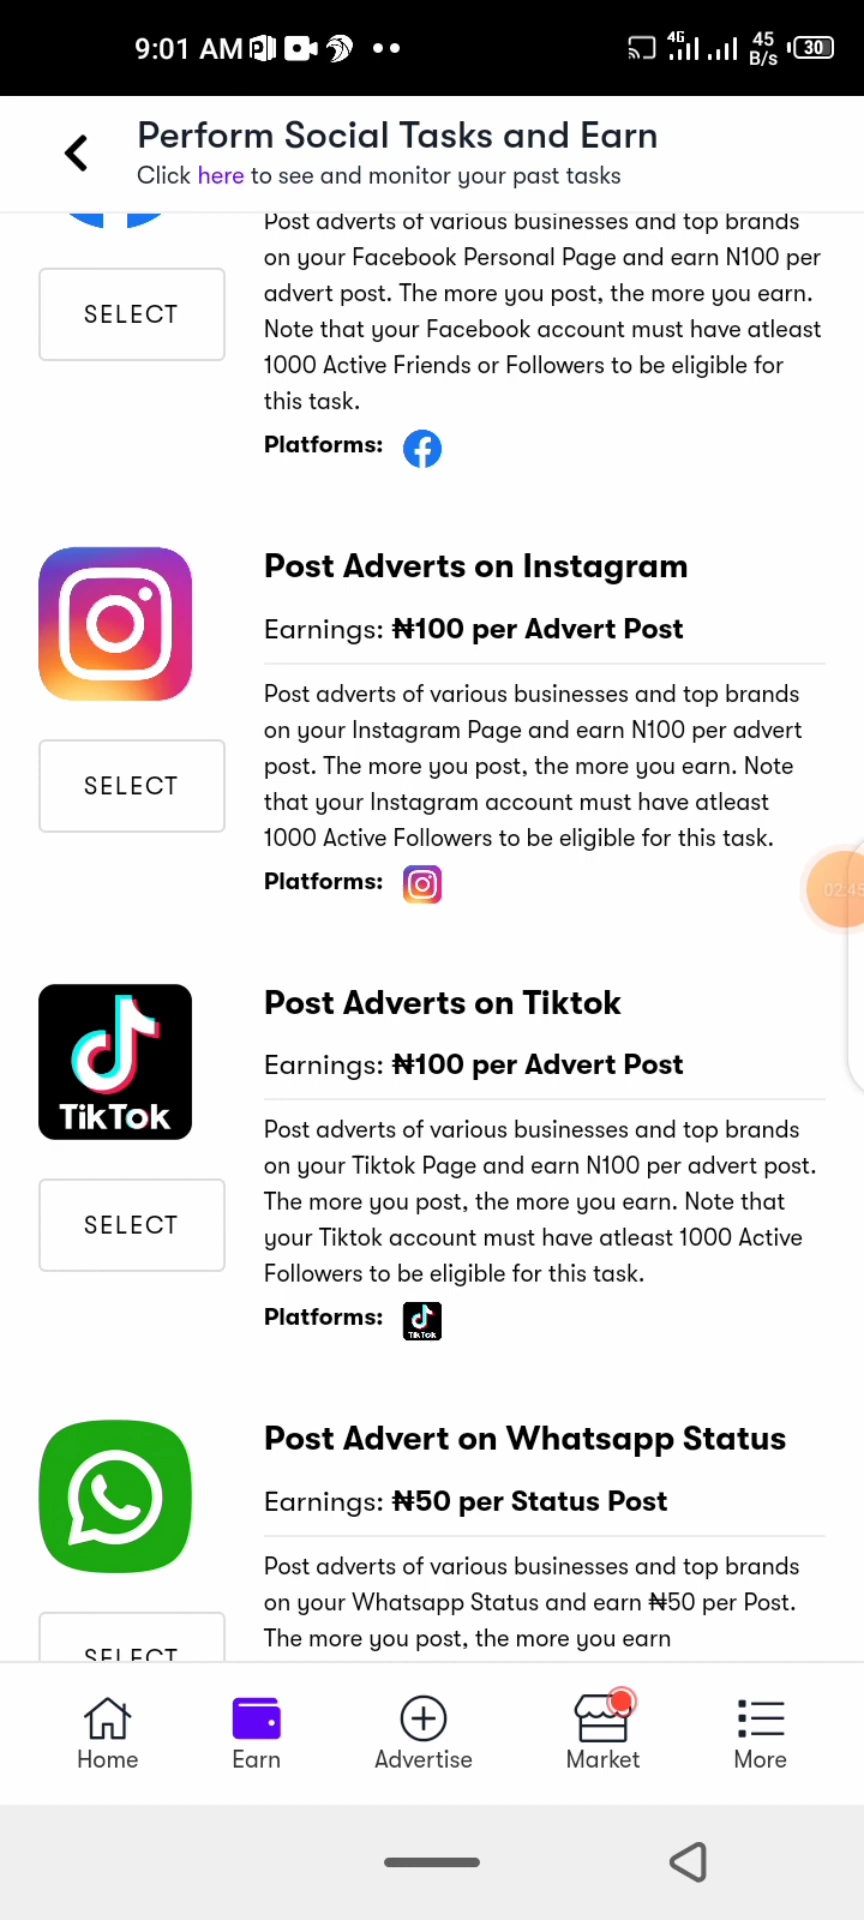 9:01 AM
4G
45
B/s
30
Perform Social Tasks and Earn
Click here to see and monitor your past tasks
Post adverts of various businesses and top brands
on your Facebook Personal Page and earn N100 per
advert post. The more you post, the more you earn.
Note that your Facebook account must have atleast
1000 Active Friends or Followers to be eligible for
this task.
SELECT
Platforms:
Post Adverts on Instagram
Earnings: ₦100 per Advert Post
Post adverts of various businesses and top brands
on your Instagram Page and earn N100 per advert
post. The more you post, the more you earn. Note
that your Instagram account must have atleast
1000 Active Followers to be eligible for this task.
SELECT
Platforms:
02:45
Post Adverts on Tiktok
Earnings: ₦100 per Advert Post
TikTok
Post adverts of various businesses and top brands
on your Tiktok Page and earn N100 per advert post.
The more you post, the more you earn. Note that
your Tiktok account must have atleast 1000 Active
Followers to be eligible for this task.
SELECT
Platforms:
TikTok
Post Advert on Whatsapp Status
Earnings: ₦50 per Status Post
Post adverts of various businesses and top brands
on your Whatsapp Status and earn ₦50 per Post.
The more you post, the more you earn
SELECT
Home
Earn
Advertise
Market
More